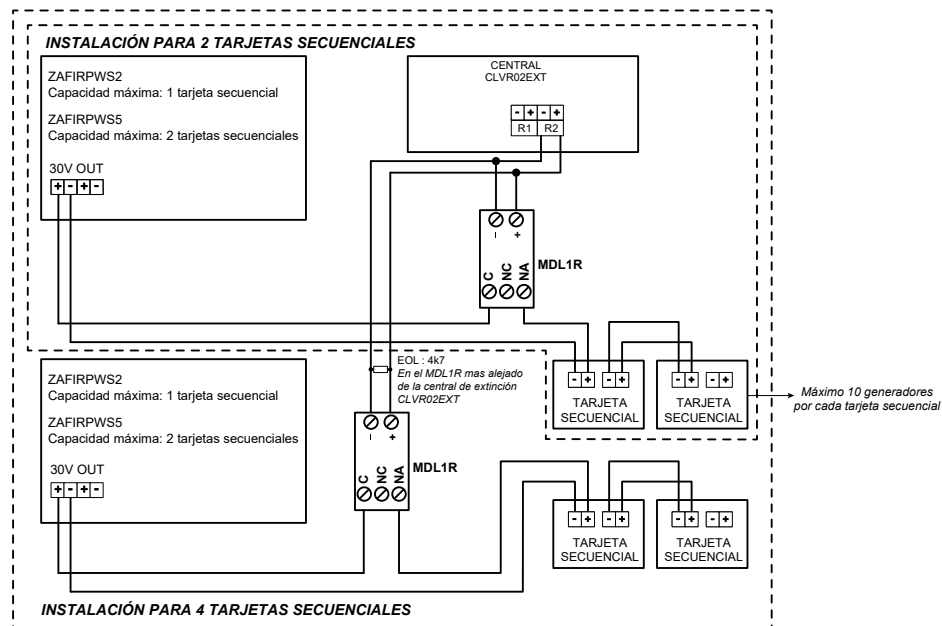 INSTALACIÓN PARA 2 TARJETAS SECUENCIALES
ZAFIRPWS2
Capacidad máxima: 1 tarjeta secuencial
ZAFIRPWS5
Capacidad máxima: 2 tarjetas secuenciales
30V OUT
+ - + -
CENTRAL
CLVR02EXT
- + - +
R1 R2
- +
MDL1R
C NC NA
EOL : 4k7
En el MDL1R mas alejado
de la central de extinción
CLVR02EXT
- + - +
TARJETA
SECUENCIAL
- + - +
TARJETA
SECUENCIAL
Máximo 10 generadores
por cada tarjeta secuencial
ZAFIRPWS2
Capacidad máxima: 1 tarjeta secuencial
ZAFIRPWS5
Capacidad máxima: 2 tarjetas secuenciales
30V OUT
+ - + -
- +
MDL1R
C NC NA
- + - +
TARJETA
SECUENCIAL
- + - +
TARJETA
SECUENCIAL
INSTALACIÓN PARA 4 TARJETAS SECUENCIALES